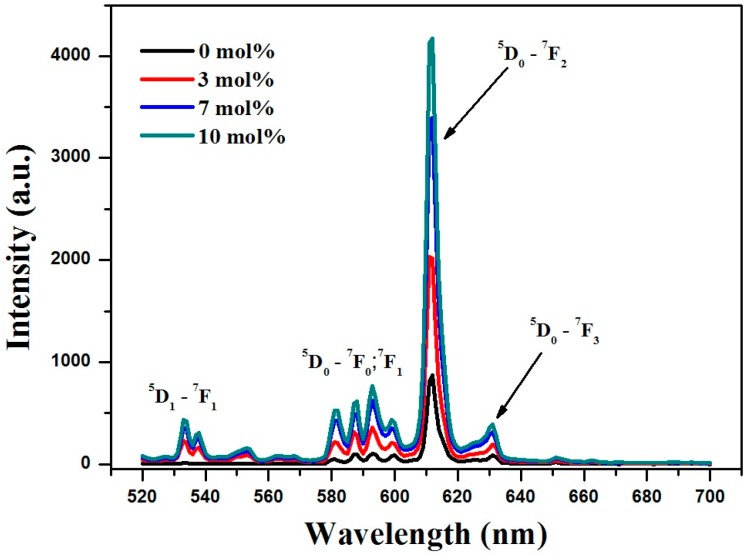 4000
3000
2000
1000
0
Intensity (a.u.)
0 mol%
3 mol%
7 mol%
10 mol%
⁵D₀ - ⁷F₂
⁵D₀ - ⁷F₃
⁵D₀ - ⁷F₀;⁷F₁
⁵D₁ - ⁷F₁
520 540 560 580 600 620 640 660 680 700
Wavelength (nm)